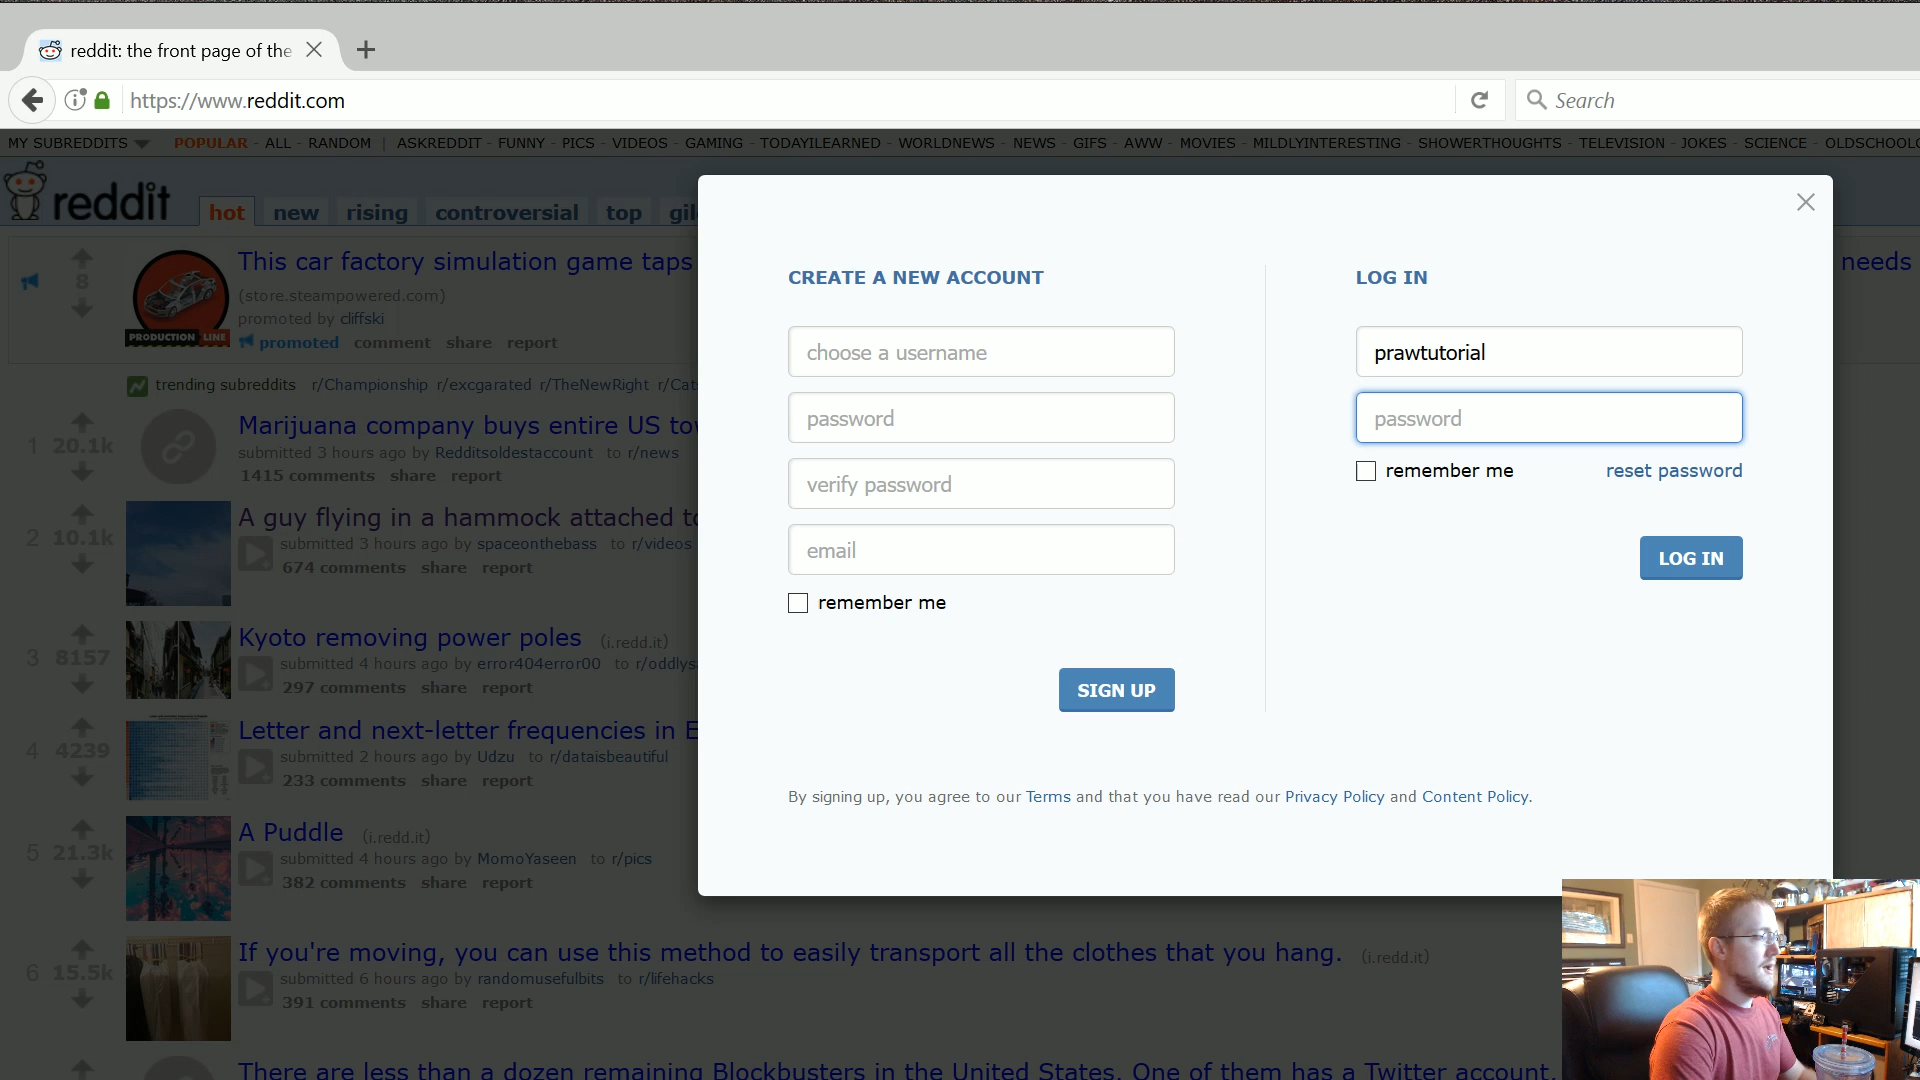 reddit: the front page of the
https://www.reddit.com
Search
MY SUBREDDITS POPULAR - ALL - RANDOM | ASKREDDIT - FUNNY - PICS - VIDEOS - GAMING - TODAYILEARNED - WORLDNEWS - NEWS - GIFS - AWW - MOVIES - MILDLYINTERESTING - SHOWERTHOUGHTS - TELEVISION - JOKES - SCIENCE - OLDSCHOOLC
reddit hot new rising controversial top gil
This car factory simulation game taps needs
8
(store.steampowered.com)
promoted by cliffski
PRODUCTION LINE
promoted comment share report
trending subreddits r/Championship r/excgarated r/TheNewRight r/Cat
1 20.1k
Marijuana company buys entire US to
submitted 3 hours ago by Redditsoldestaccount to r/news
1415 comments share report
2 10.1k
A guy flying in a hammock attached to
submitted 3 hours ago by spaceonthebass to r/videos
674 comments share report
3 8157
Kyoto removing power poles (i.redd.it)
submitted 4 hours ago by error404error00 to r/oddlys
297 comments share report
4 4239
Letter and next-letter frequencies in E
submitted 2 hours ago by Udzu to r/dataisbeautiful
233 comments share report
5 21.3k
A Puddle (i.redd.it)
submitted 4 hours ago by MomoYaseen to r/pics
382 comments share report
6 15.5k
If you're moving, you can use this method to easily transport all the clothes that you hang. (i.redd.it)
submitted 6 hours ago by randomusefulbits to r/lifehacks
391 comments share report
There are less than a dozen remaining Blockbusters in the United States. One of them has a Twitter account.
CREATE A NEW ACCOUNT
choose a username
password
verify password
email
remember me
SIGN UP
LOG IN
prawtutorial
password
remember me reset password
LOG IN
By signing up, you agree to our Terms and that you have read our Privacy Policy and Content Policy.